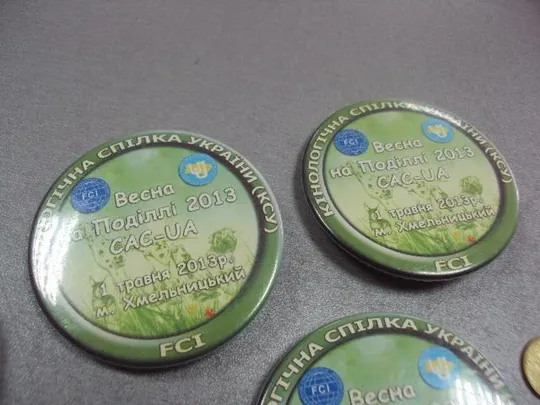 ОГІЧНА СПІЛКА УКРАЇНИ (КСУ)
FCI
Весна
на Поділлі 2013
CAC-UA
1 травня 2013р.
м. Хмельницький
FCI
КІНОЛОГІЧНА СПІЛКА УКРАЇНИ (КСУ)
FCI
Весна
на Поділлі 2013
CAC-UA
1 травня 2013р.
м. Хмельницький
FCI
ОГІЧНА СПІЛКА УКРАЇНИ
FCI
Весна